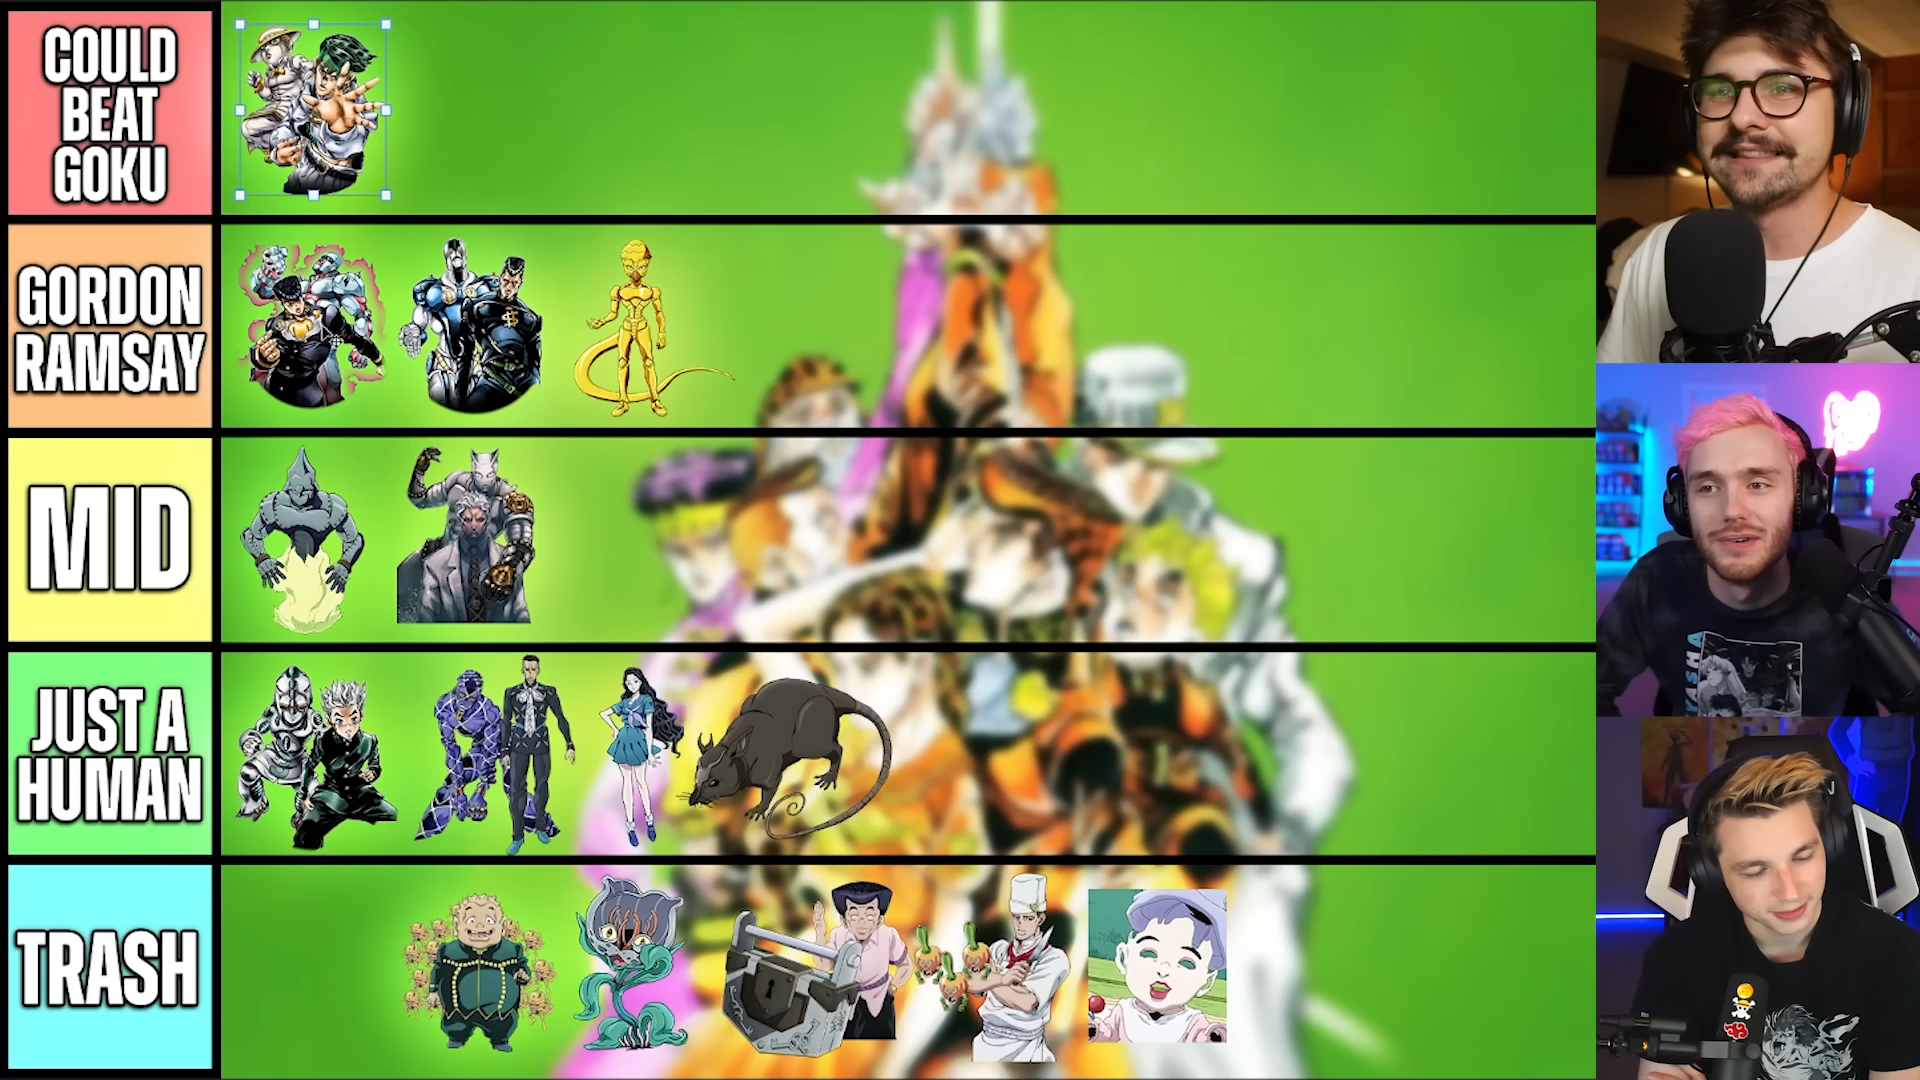 COULD
BEAT
GOKU
GORDON
RAMSAY
MID
JUST A
HUMAN
TRASH